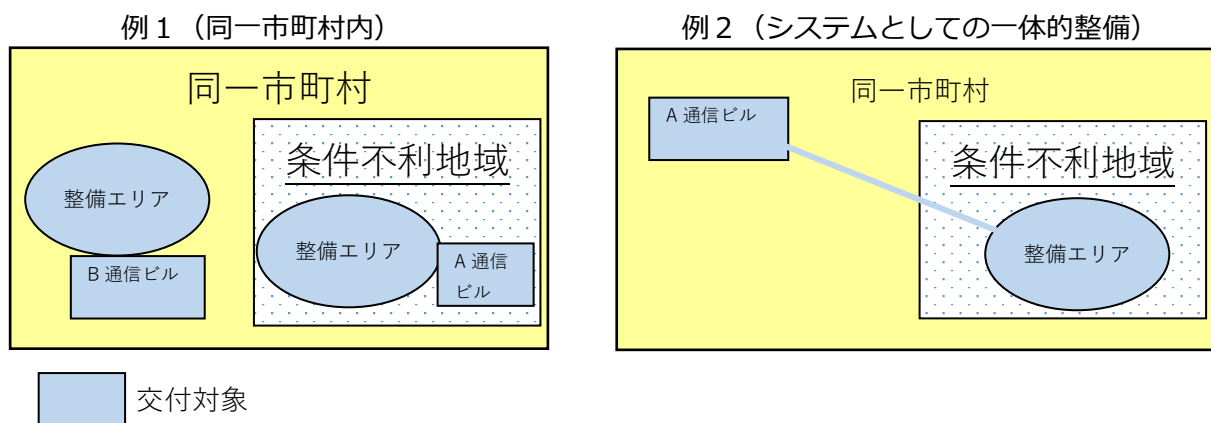 例１（同一市町村内）
同一市町村
整備エリア
B 通信ビル
条件不利地域
整備エリア
A 通信
ビル
例２（システムとしての一体的整備）
同一市町村
A 通信ビル
条件不利地域
整備エリア
交付対象